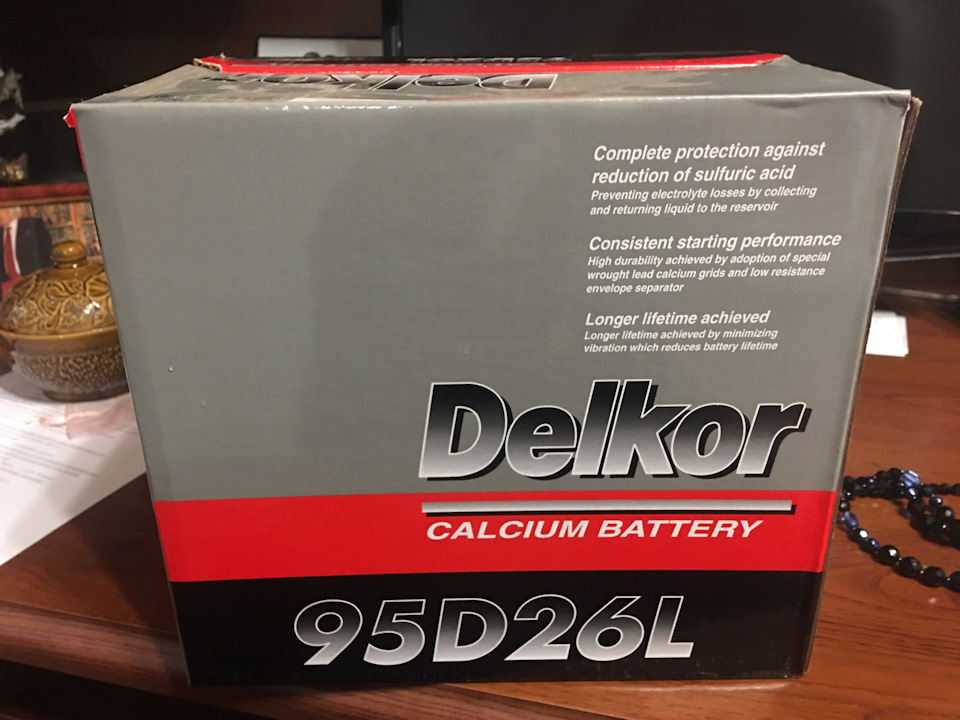 Delkor
Complete protection against
reduction of sulfuric acid
Preventing electrolyte losses by collecting
and returning liquid to the reservoir
Consistent starting performance
High durability achieved by adoption of special
wrought lead calcium grids and low resistance
envelope separator
Longer lifetime achieved
Longer lifetime achieved by minimizing
vibration which reduces battery lifetime
Delkor
CALCIUM BATTERY
95D26L